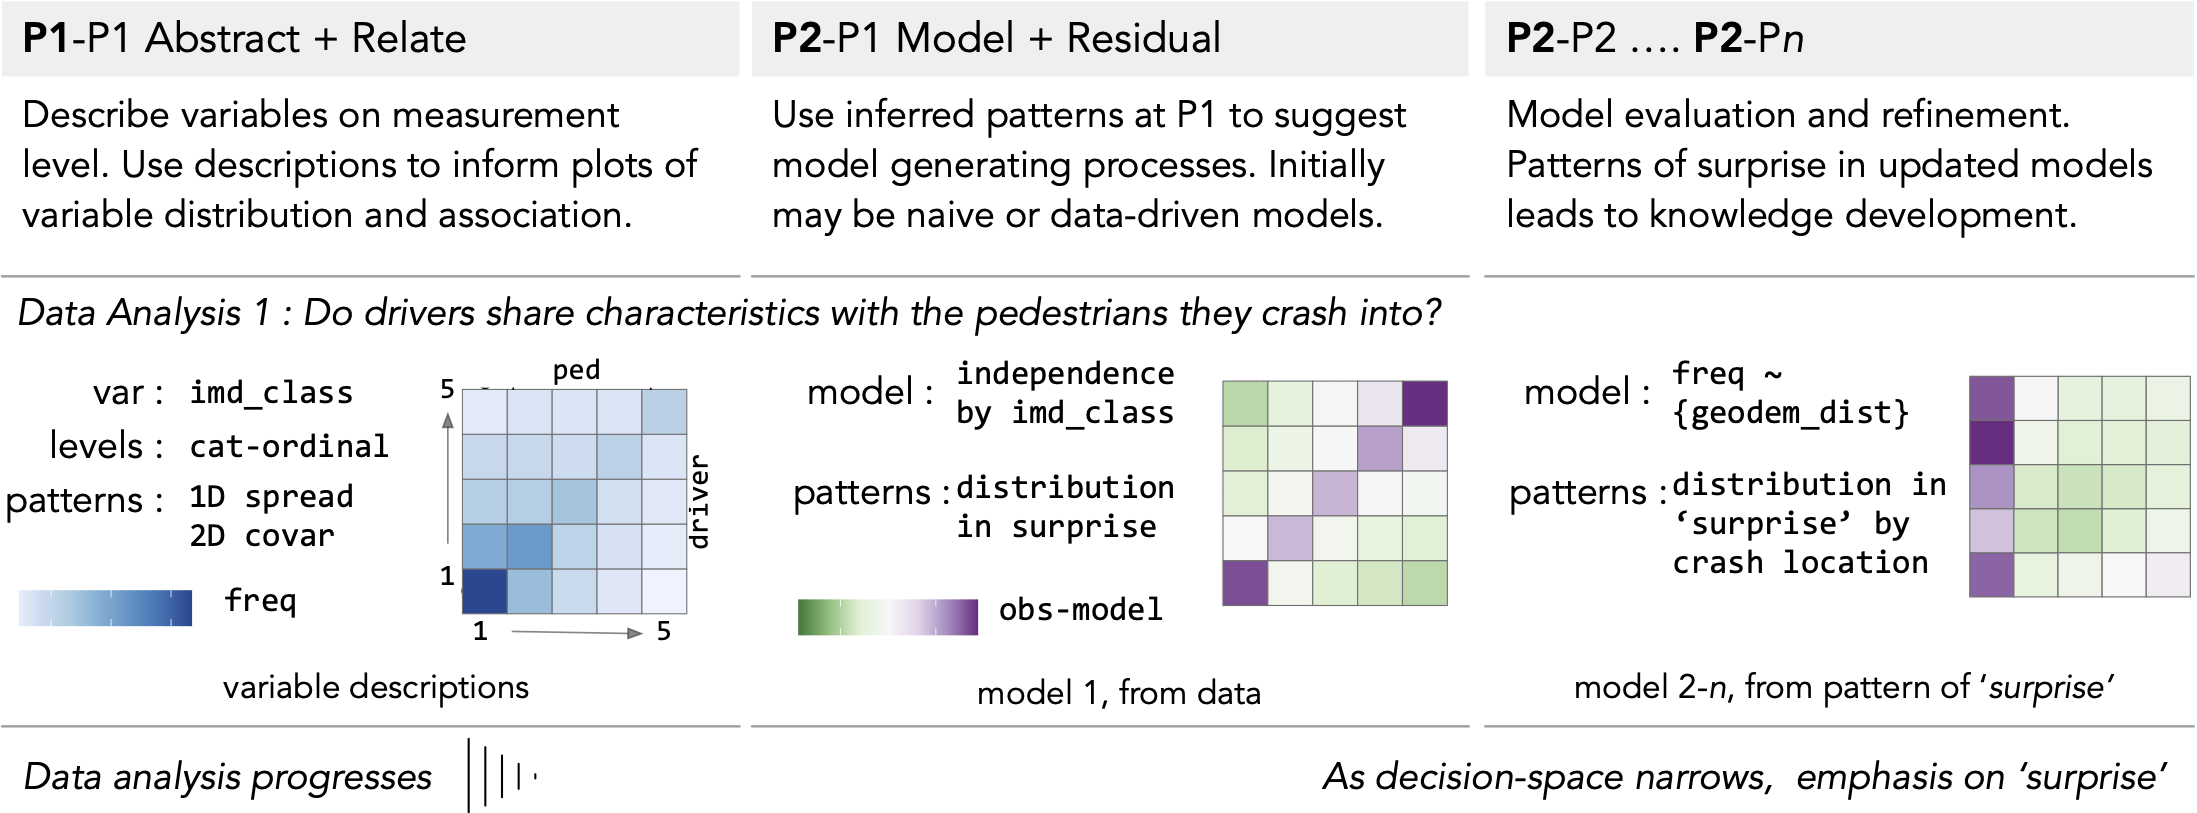 P1-P1 Abstract + Relate
Describe variables on measurement
level. Use descriptions to inform plots of
variable distribution and association.
P2-P1 Model + Residual
Use inferred patterns at P1 to suggest
model generating processes. Initially
may be naive or data-driven models.
P2-P2 .... P2-Pn
Model evaluation and refinement.
Patterns of surprise in updated models
leads to knowledge development.
Data Analysis 1 : Do drivers share characteristics with the pedestrians they crash into?
var : imd_class
levels : cat-ordinal
patterns : 1D spread
2D covar
freq
ped
5
1
driver
1
5
variable descriptions
model : independence
by imd_class
patterns : distribution
in surprise
obs-model
model 1, from data
model : freq ~
{geodem_dist}
patterns : distribution in
‘surprise’ by
crash location
model 2-n, from pattern of ‘surprise’
Data analysis progresses
As decision-space narrows, emphasis on ‘surprise’